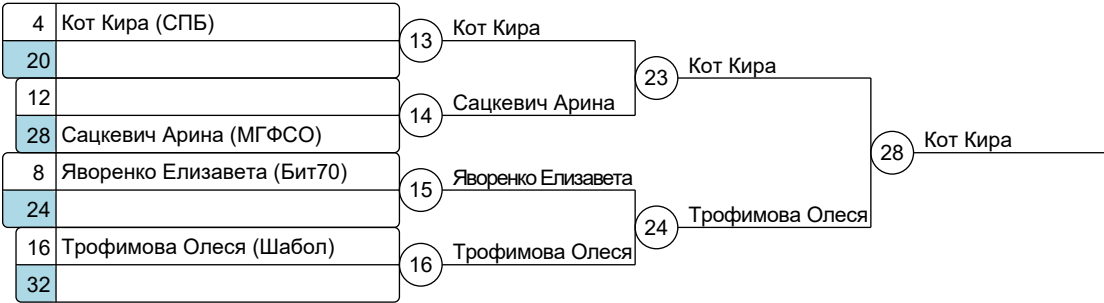 4 Кот Кира (СПБ)
20
12
28 Сацкевич Арина (МГФСО)
8 Яворенко Елизавета (Бит70)
24
16 Трофимова Олеся (Шабол)
32
13 Кот Кира
14 Сацкевич Арина
15 Яворенко Елизавета
16 Трофимова Олеся
23 Кот Кира
24 Трофимова Олеся
28 Кот Кира